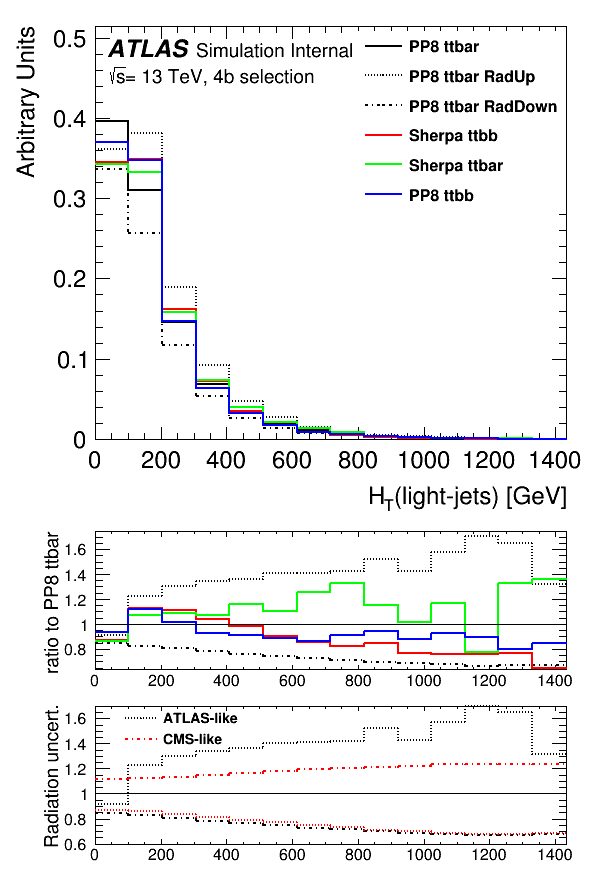 ATLAS Simulation Internal
√s= 13 TeV, 4b selection
PP8 ttbar
PP8 ttbar RadUp
PP8 ttbar RadDown
Sherpa ttbb
Sherpa ttbar
PP8 ttbb
Arbitrary Units
0.5
0.4
0.3
0.2
0.1
0
0 200 400 600 800 1000 1200 1400
H_T(light-jets) [GeV]
ratio to PP8 ttbar
1.6
1.4
1.2
1
0.8
0 200 400 600 800 1000 1200 1400
Radiation uncert.
ATLAS-like
CMS-like
1.6
1.4
1.2
1
0.8
0.6
0 200 400 600 800 1000 1200 1400